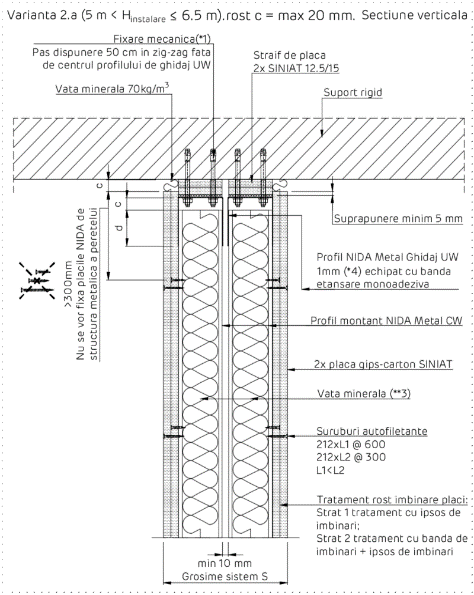 Varianta 2.a (5 m < Hinstalare ≤ 6.5 m).rost c = max 20 mm. Sectiune verticala
Fixare mecanica(*1)
Pas dispunere 50 cm in zig-zag fata
de centrul profilului de ghidaj UW
Vata minerala 70kg/m³
Straif de placa
2x SINIAT 12.5/15
Suport rigid
c
c
d
>300mm
Nu se vor fixa placile NIDA de
structura metalica a peretelui
Suprapunere minim 5 mm
Profil NIDA Metal Ghidaj UW
1mm (*4) echipat cu banda
etansare monoadeziva
Profil montant NIDA Metal CW
2x placa gips-carton SINIAT
Vata minerala (**3)
Suruburi autofiletante
212xL1 @ 600
212xL2 @ 300
L1<L2
Tratament rost imbinare placi:
Strat 1 tratament cu ipsos de
imbinari;
Strat 2 tratament cu banda de
imbinari + ipsos de imbinari
min 10 mm
Grosime sistem S